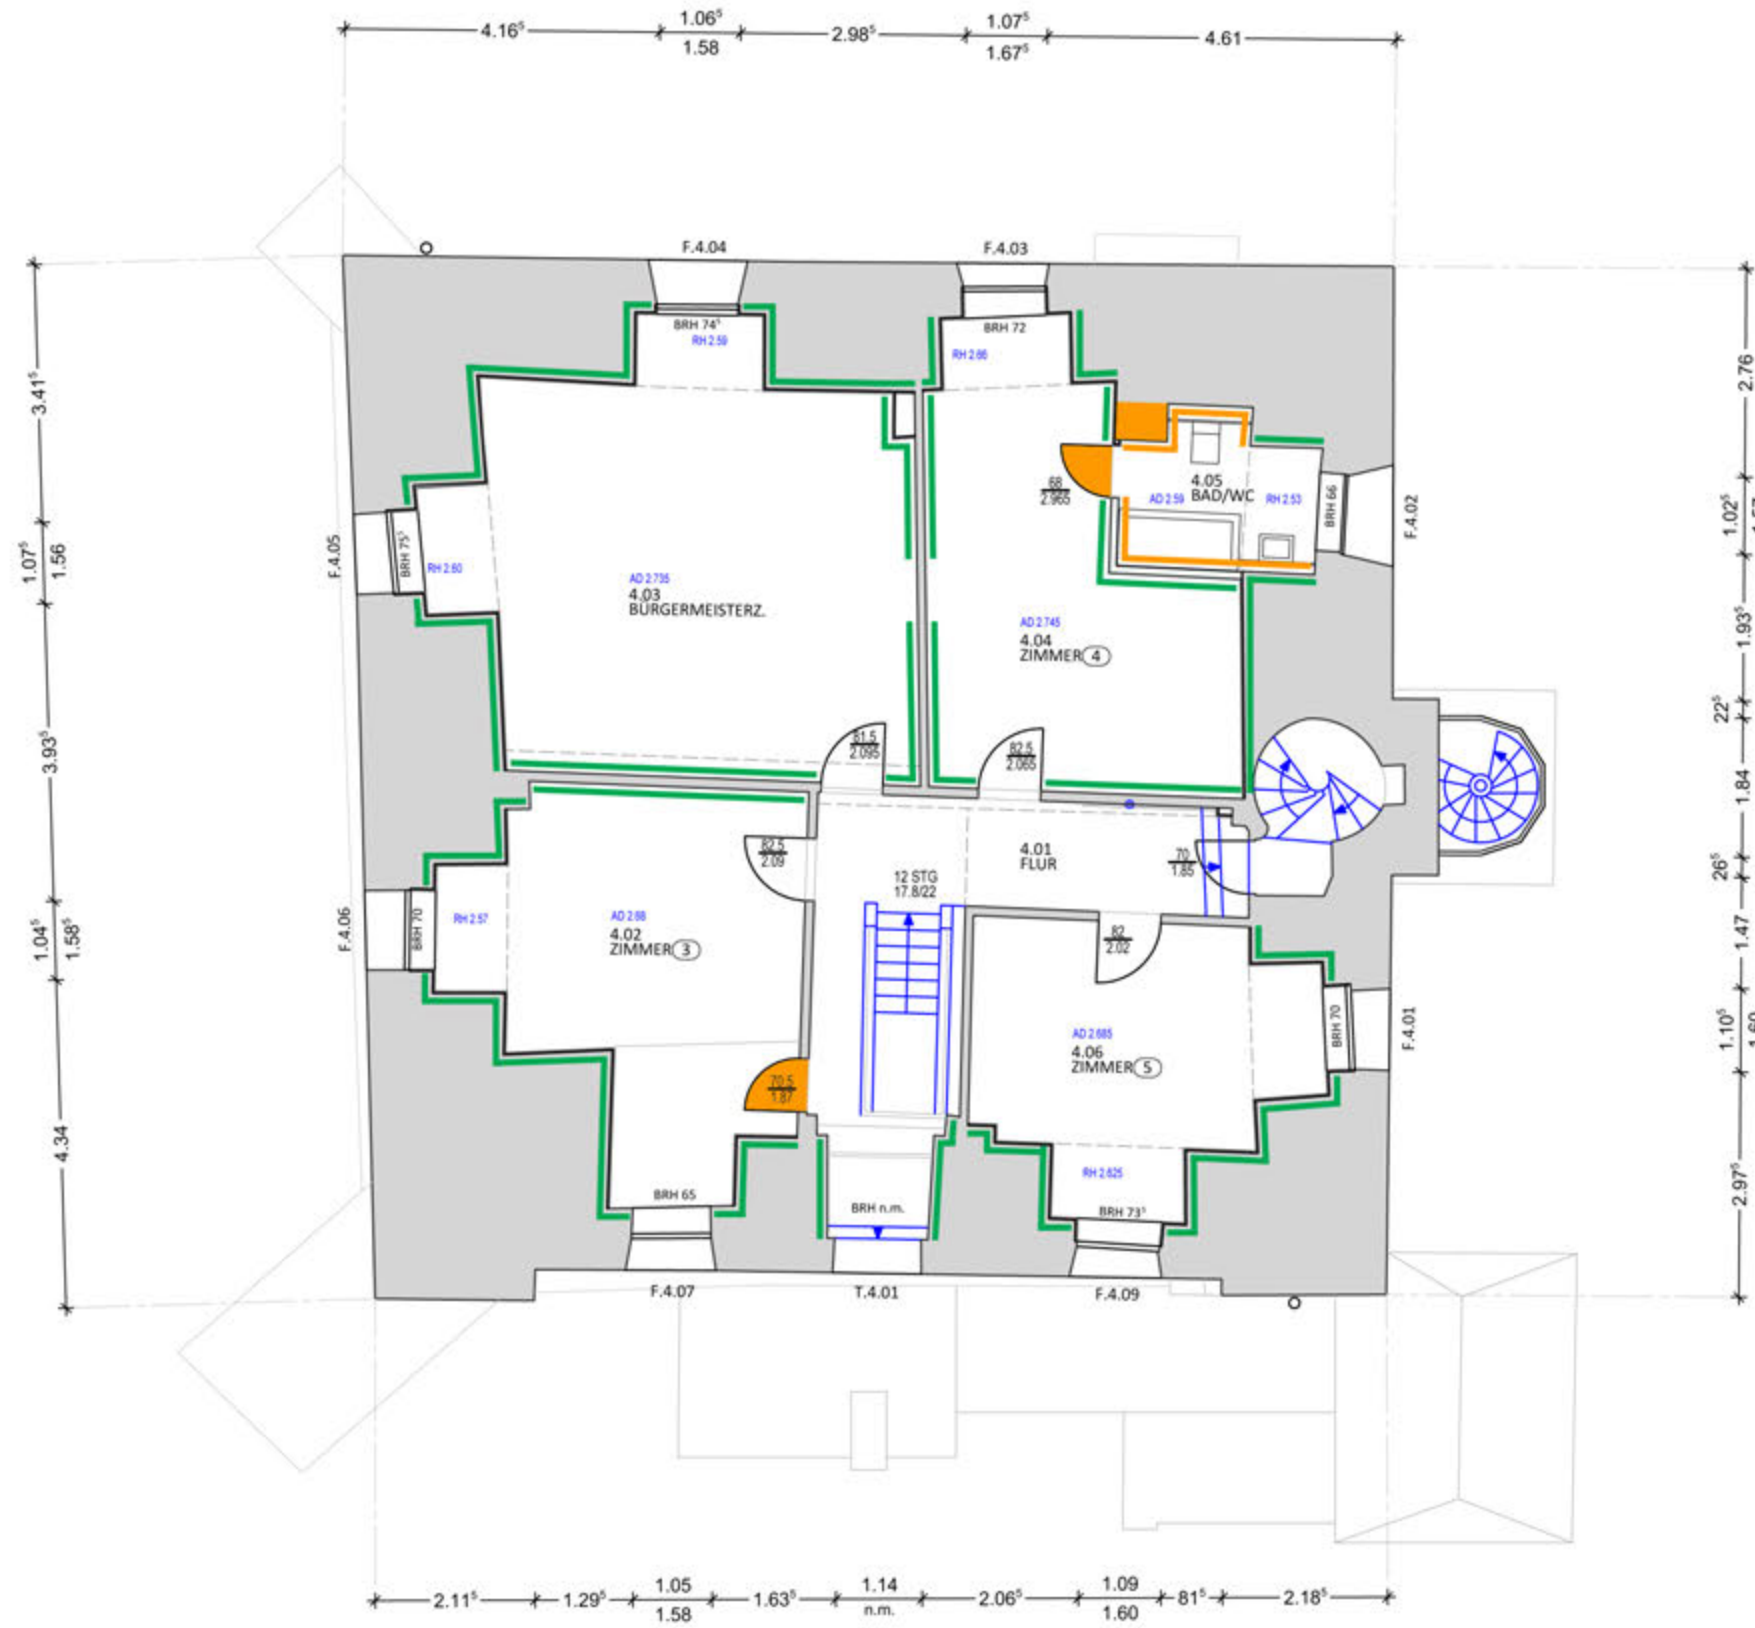 4.16⁵
1.06⁵
1.58
2.98⁵
1.07⁵
1.67⁵
4.61
F.4.04
F.4.03
BRH 74⁵
RH 2.59
BRH 72
RH 2.66
3.41⁵
2.76
68
2.965
4.05
BAD/WC
AD 2.59
RH 2.53
BRH 66
F.4.02
1.02⁵
F.4.05
BRH 75⁵
RH 2.60
1.07⁵
1.56
AD 2.735
4.03
BÜRGERMEISTERZ.
AD 2.745
4.04
ZIMMER 4
1.93⁵
22⁵
3.93⁵
81.5
2.095
82.5
2.065
1.84
82.5
2.09
4.01
FLUR
70
1.85
26⁵
12 STG
17.8/22
F.4.06
BRH 70
RH 2.57
AD 2.68
4.02
ZIMMER 3
82
2.02
1.47
1.04⁵
1.58⁵
AD 2.685
4.06
ZIMMER 5
BRH 70
F.4.01
1.10⁵
70.5
1.87
4.34
RH 2.625
2.97⁵
BRH 65
BRH n.m.
BRH 73⁵
F.4.07
T.4.01
F.4.09
2.11⁵
1.29⁵
1.05
1.58
1.63⁵
1.14
n.m.
2.06⁵
1.09
1.60
81⁵
2.18⁵